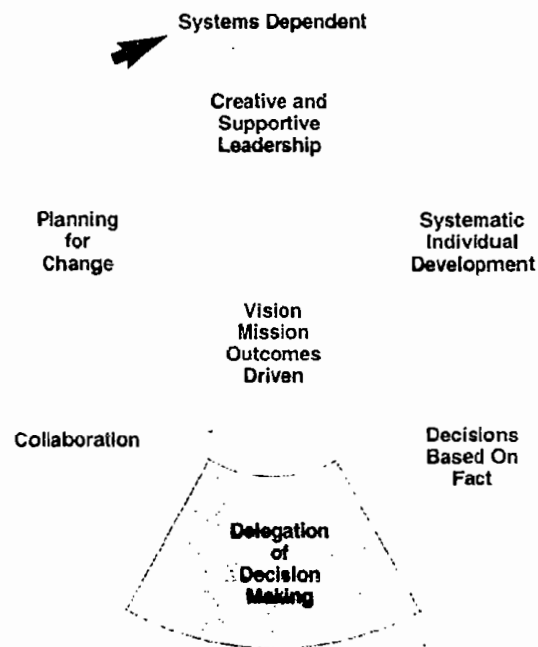 Systems Dependent
Creative and
Supportive
Leadership
Planning
for
Change
Systematic
Individual
Development
Vision
Mission
Outcomes
Driven
Collaboration
Decisions
Based On
Fact
Delegation
of
Decision
Making